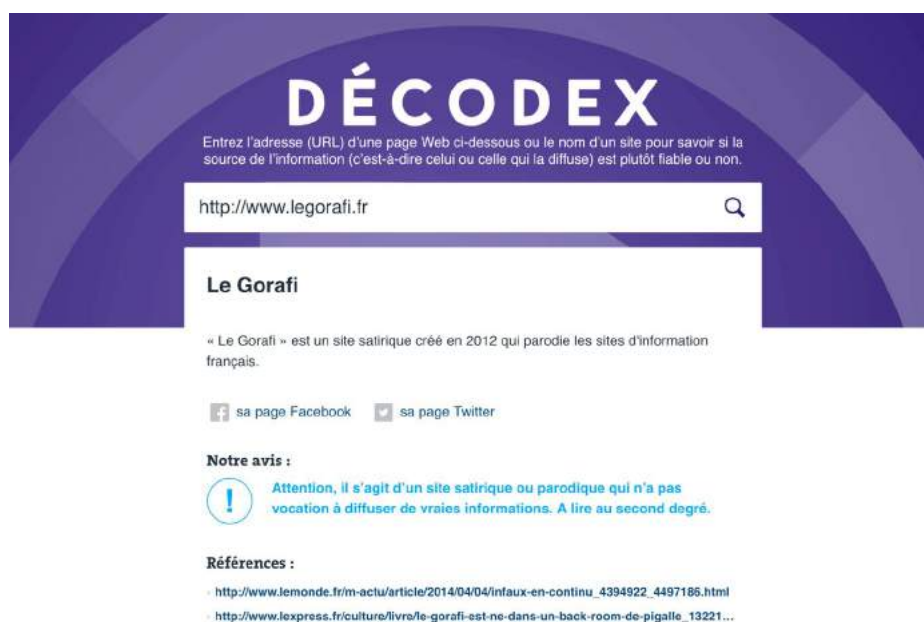 DÉCODEX
Entrez l'adresse (URL) d'une page Web ci-dessous ou le nom d'un site pour savoir si la
source de l'information (c'est-à-dire celui ou celle qui la diffuse) est plutôt fiable ou non.
http://www.legorafi.fr
Le Gorafi
« Le Gorafi » est un site satirique créé en 2012 qui parodie les sites d'information
français.
sa page Facebook sa page Twitter
Notre avis :
Attention, il s'agit d'un site satirique ou parodique qui n'a pas
vocation à diffuser de vraies informations. A lire au second degré.
Références :
http://www.lemonde.fr/m-actu/article/2014/04/04/infaux-en-continu_4394922_4497186.html
http://www.lexpress.fr/culture/livre/le-gorafi-est-ne-dans-un-back-room-de-pigalle_13221...